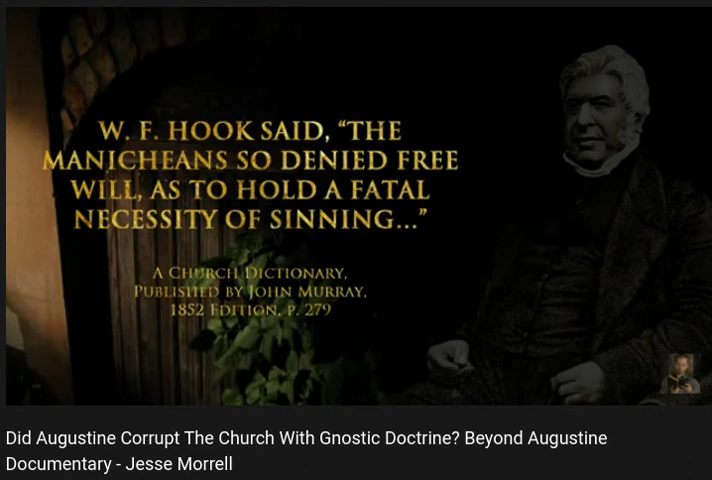 W. F. HOOK SAID, “THE
MANICHEANS SO DENIED FREE
WILL, AS TO HOLD A FATAL
NECESSITY OF SINNING...”
A CHURCH DICTIONARY,
PUBLISHED BY JOHN MURRAY,
1852 EDITION, P. 279
Did Augustine Corrupt The Church With Gnostic Doctrine? Beyond Augustine
Documentary - Jesse Morrell